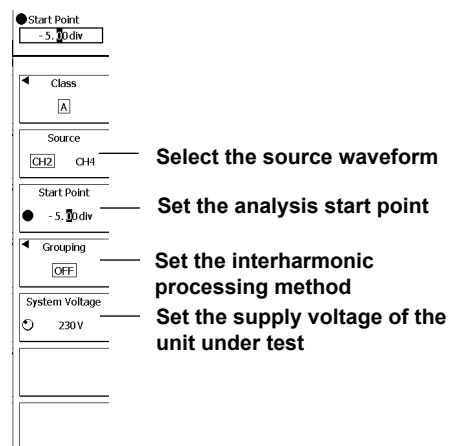 Start Point
-5.00div
Class
A
Source
CH2 CH4
Select the source waveform
Start Point
-5.00div
Set the analysis start point
Grouping
OFF
Set the interharmonic
processing method
System Voltage
230V
Set the supply voltage of the
unit under test